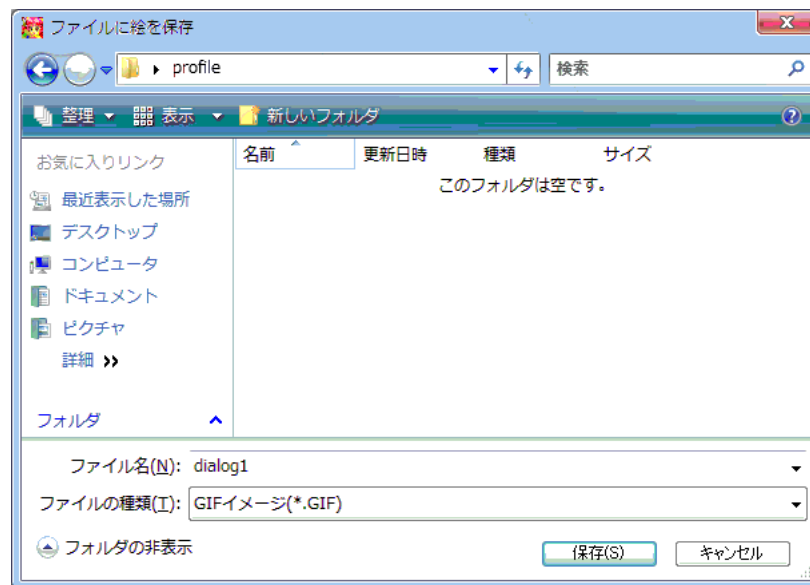 ファイルに絵を保存
profile
検索
整理 表示 新しいフォルダ
お気に入りリンク
名前 更新日時 種類 サイズ
このフォルダは空です。
最近表示した場所
デスクトップ
コンピュータ
ドキュメント
ピクチャ
詳細 »
フォルダ
ファイル名(N): dialog1
ファイルの種類(T): GIFイメージ(*.GIF)
フォルダの非表示
保存(S) キャンセル